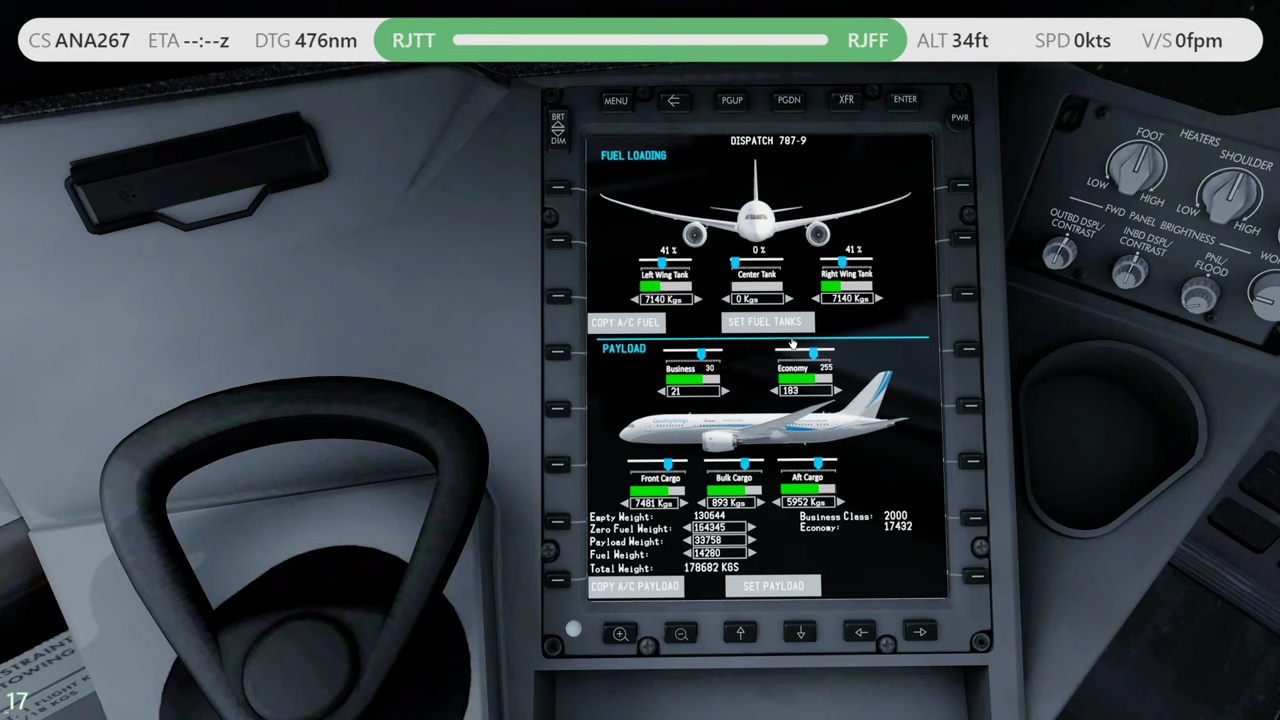 CS ANA267 ETA --:--z DTG 476nm RJTT RJFF ALT 34ft SPD 0kts V/S 0fpm
MENU PGUP PGDN XFR ENTER
BRT
DIM
PWR
DISPATCH 787-9
FUEL LOADING
41 % 0 % 41 %
Left Wing Tank Center Tank Right Wing Tank
7140 Kgs 0 Kgs 7140 Kgs
COPY A/C FUEL SET FUEL TANKS
PAYLOAD
Business 30 Economy 255
21 183
QualityWings
Front Cargo Bulk Cargo Aft Cargo
7481 Kgs 893 Kgs 5952 Kgs
Empty Weight: 130644 Business Class: 2000
Zero Fuel Weight: 164345 Economy: 17432
Payload Weight: 33758
Fuel Weight: 14280
Total Weight: 178682 KGS
COPY A/C PAYLOAD SET PAYLOAD
HEATERS
FOOT SHOULDER
LOW HIGH LOW HIGH
FWD PANEL BRIGHTNESS
OUTBD DSPL/
CONTRAST
INBD DSPL/
CONTRAST
PNL/
FLOOD
TOWING
17